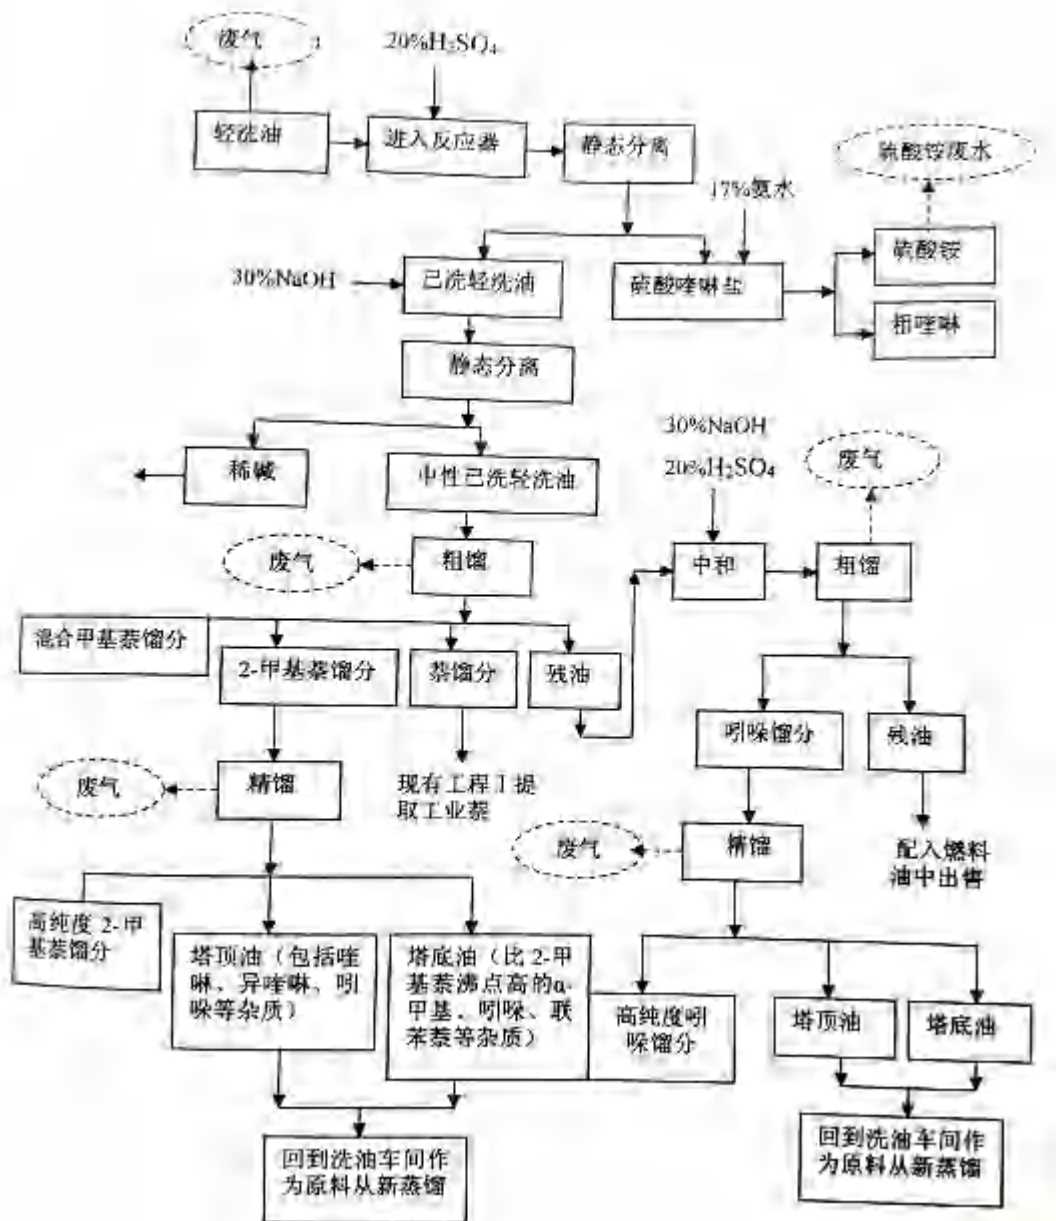 废气
20%H₂SO₄
轻洗油
进入反应器
静态分离
硫酸铵废水
17%氨水
30%NaOH
已洗轻洗油
硫酸喹啉盐
硫酸铵
粗喹啉
静态分离
30%NaOH
20%H₂SO₄
废气
稀碱
中性已洗轻洗油
废气
粗馏
中和
粗馏
混合甲基萘馏分
2-甲基萘馏分
萘馏分
残油
吲哚馏分
残油
废气
精馏
现有工程I提
取工业萘
废气
精馏
配入燃料
油中出售
高纯度2-甲
基萘馏分
塔顶油（包括喹
啉、异喹啉、吲
哚等杂质）
塔底油（比2-甲
基萘沸点高的α-
甲基、吲哚、联
苯萘等杂质）
高纯度吲
哚馏分
塔顶油
塔底油
回到洗油车间作
为原料从新蒸馏
回到洗油车间作
为原料从新蒸馏